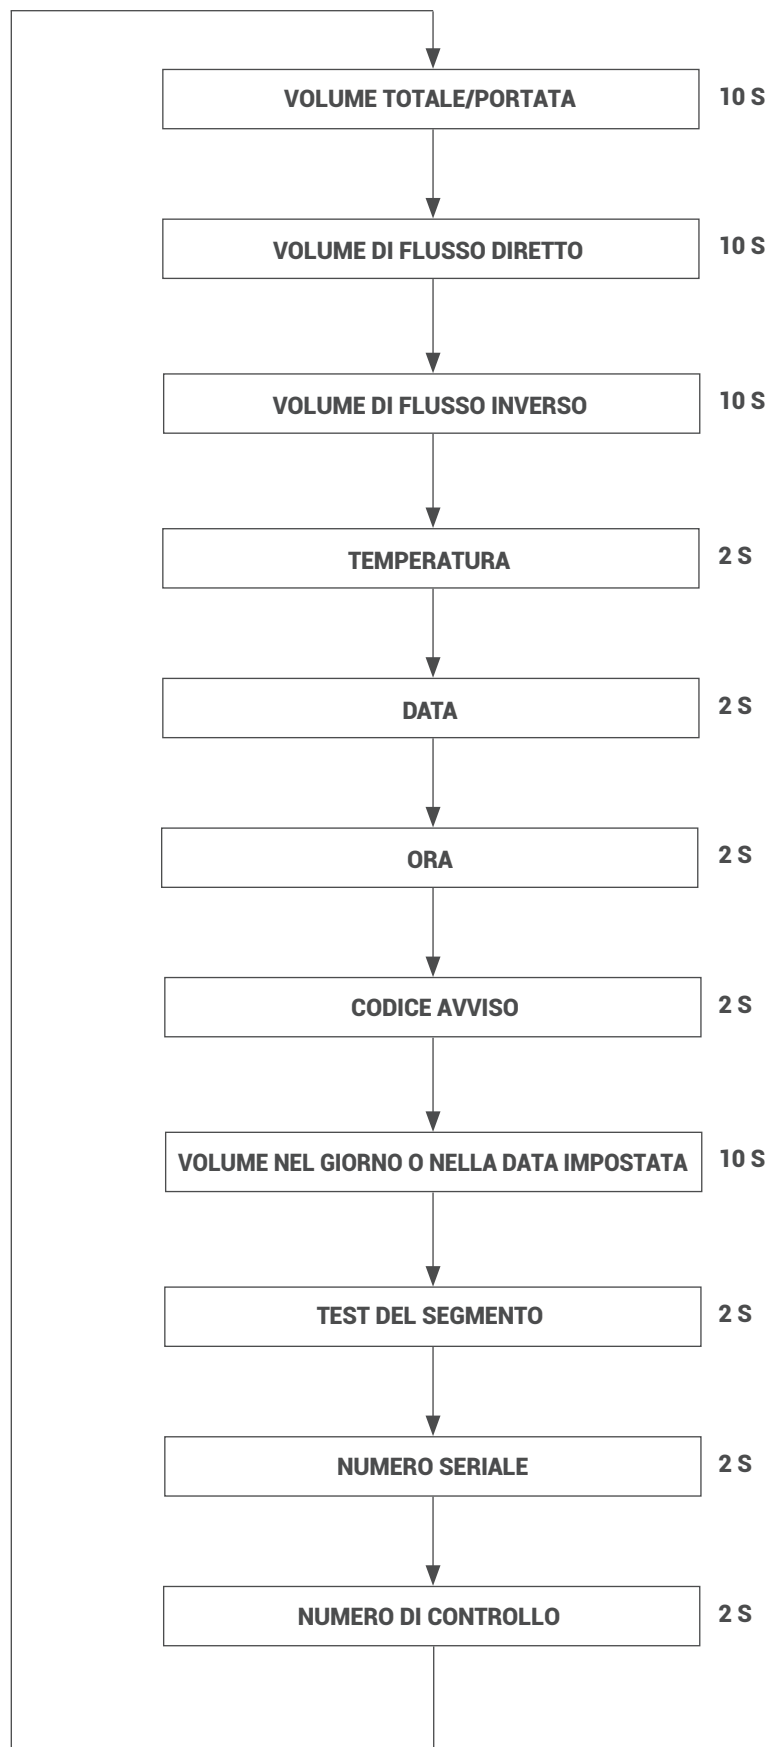 VOLUME TOTALE/PORTATA 10 S
VOLUME DI FLUSSO DIRETTO 10 S
VOLUME DI FLUSSO INVERSO 10 S
TEMPERATURA 2 S
DATA 2 S
ORA 2 S
CODICE AVVISO 2 S
VOLUME NEL GIORNO O NELLA DATA IMPOSTATA 10 S
TEST DEL SEGMENTO 2 S
NUMERO SERIALE 2 S
NUMERO DI CONTROLLO 2 S